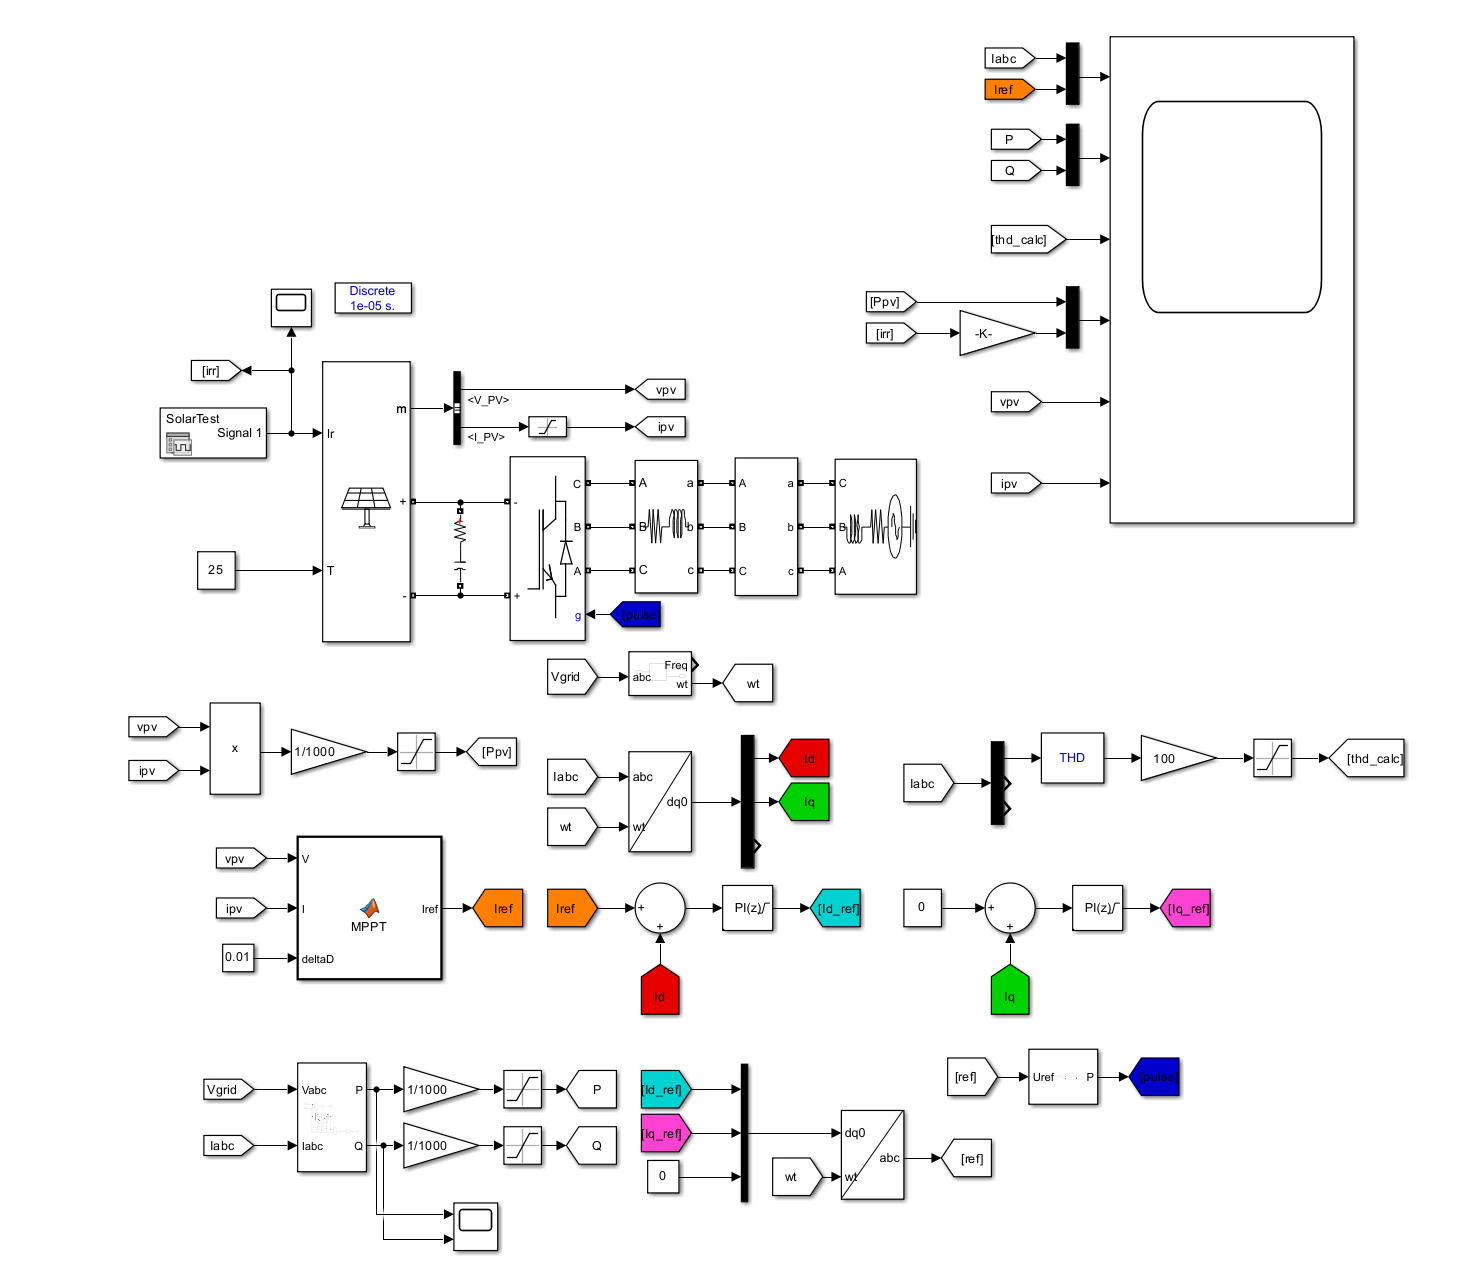 Iabc
Iref
P
Q
[thd_calc]
[Ppv]
[irr]
-K-
vpv
ipv
Discrete
1e-05 s.
[irr]
SolarTest
Signal 1
Ir
m
+
T
-
25
<V_PV>
<I_PV>
vpv
ipv
-
+
C
B
A
g
[pulse]
A
B
C
a
b
c
A
B
C
a
b
c
C
B
A
Vgrid
abc
Freq
wt
wt
vpv
ipv
x
1/1000
[Ppv]
Iabc
wt
abc
wt
dq0
Id
Iq
Iabc
THD
100
[thd_calc]
vpv
ipv
0.01
V
I
deltaD
MPPT
Iref
Iref
Iref
+
+
Id
PI(z)
[Id_ref]
0
+
+
Iq
PI(z)
[Iq_ref]
Vgrid
Iabc
Vabc
Iabc
P
Q
1/1000
1/1000
P
Q
[Id_ref]
[Iq_ref]
0
wt
dq0
wt
abc
[ref]
[ref]
Uref
P
[pulse]